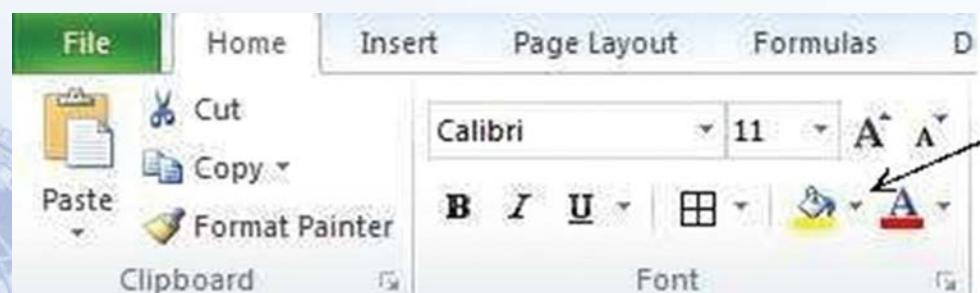 File Home Insert Page Layout Formulas D
Cut
Copy
Paste
Format Painter
Clipboard
Calibri 11 A A
B I U A
Font